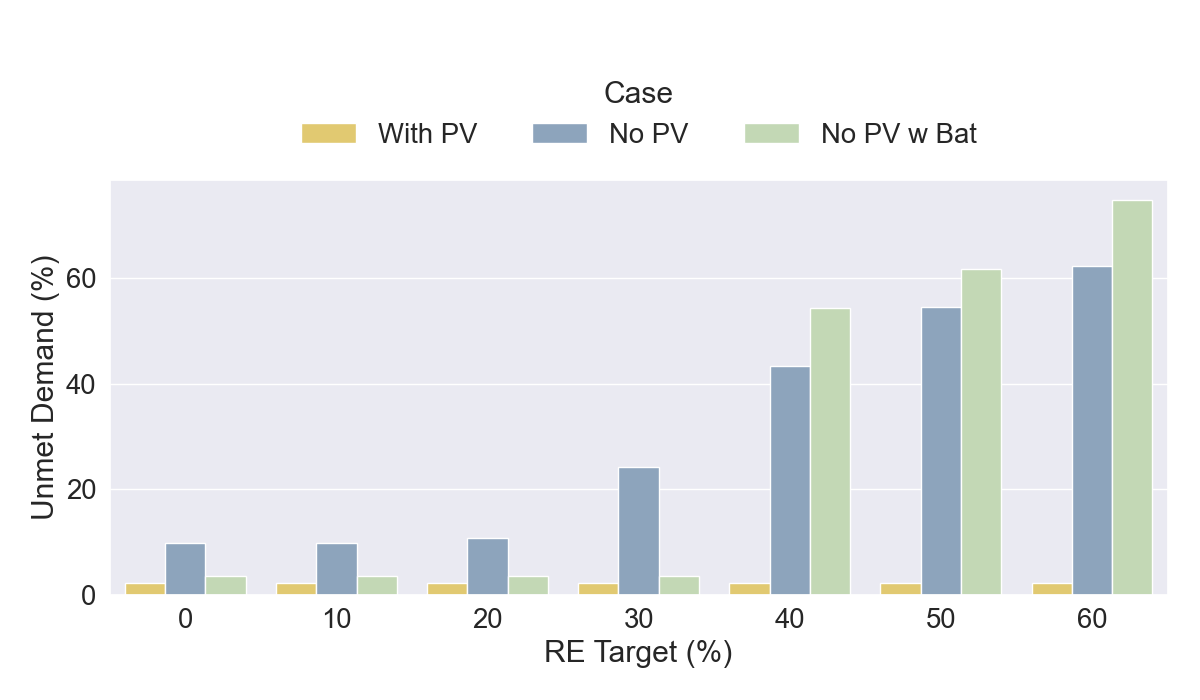 Case
With PV
No PV
No PV w Bat
Unmet Demand (%)
60
40
20
0
0 10 20 30 40 50 60
RE Target (%)